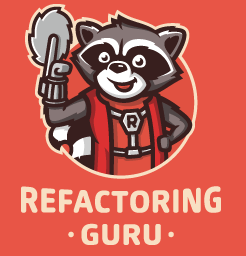 R
REFACTORING
· GURU ·